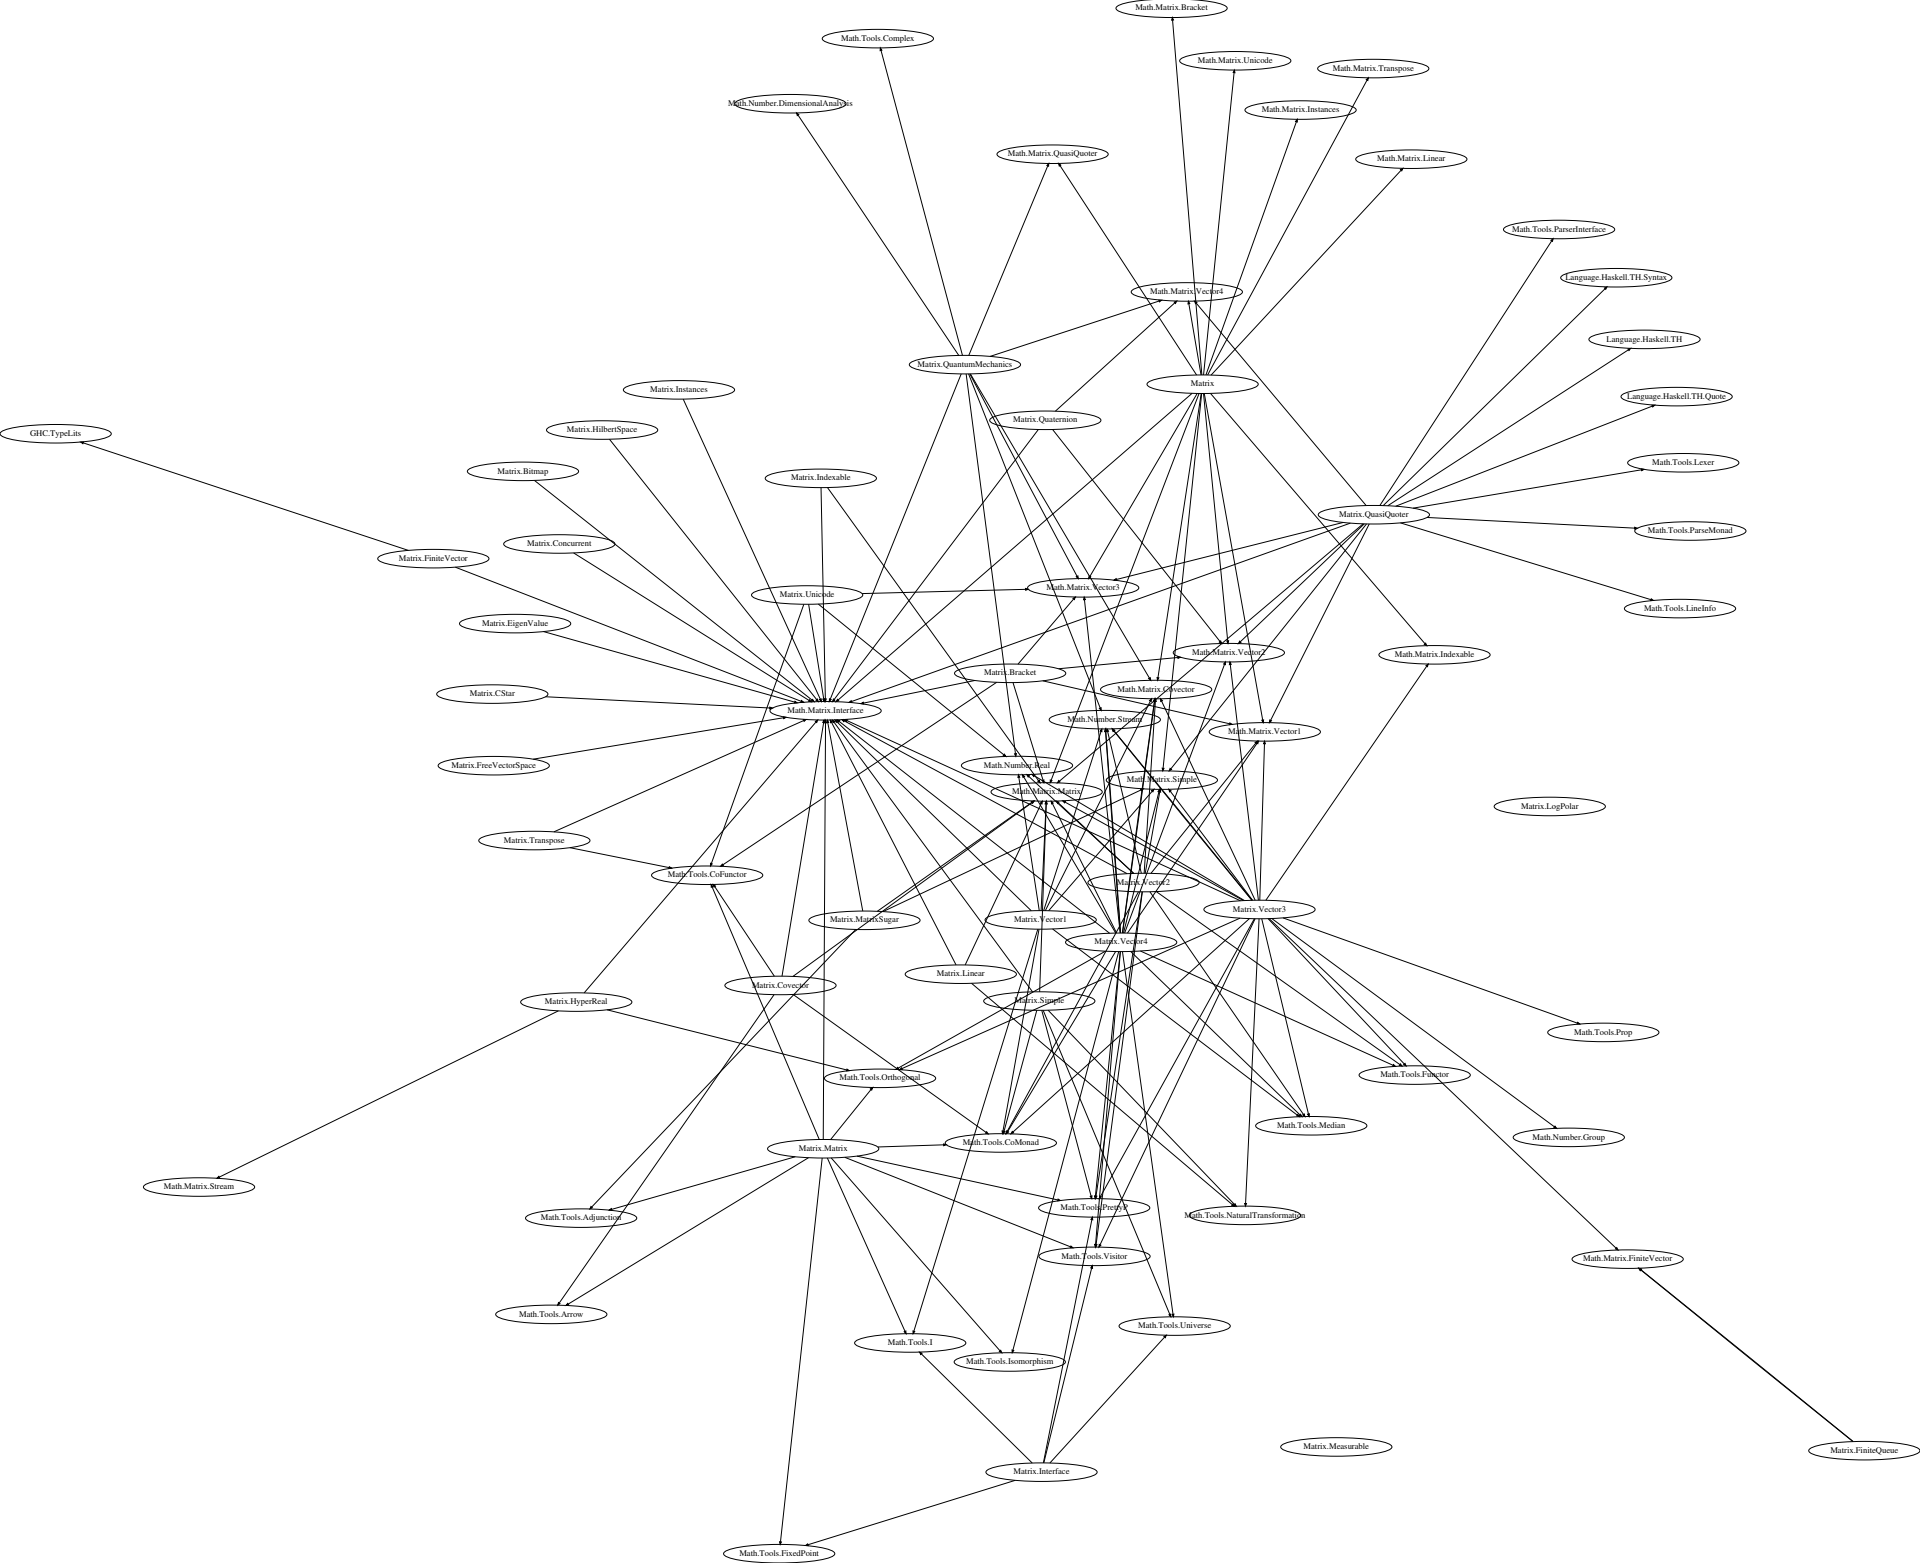 Math.Matrix.Bracket
Math.Tools.Complex
Math.Matrix.Unicode
Math.Matrix.Transpose
Math.Number.DimensionalAnalysis
Math.Matrix.Instances
Math.Matrix.QuasiQuoter
Math.Matrix.Linear
Math.Tools.ParserInterface
Language.Haskell.TH.Syntax
Math.Matrix.Vector4
Language.Haskell.TH
Matrix.QuantumMechanics
Matrix
Matrix.Instances
Language.Haskell.TH.Quote
Matrix.Quaternion
Matrix.HilbertSpace
GHC.TypeLits
Math.Tools.Lexer
Matrix.Bitmap
Matrix.Indexable
Matrix.QuasiQuoter
Math.Tools.ParseMonad
Matrix.Concurrent
Matrix.FiniteVector
Math.Matrix.Vector3
Matrix.Unicode
Math.Tools.LineInfo
Matrix.EigenValue
Math.Matrix.Vector2
Math.Matrix.Indexable
Matrix.Bracket
Math.Matrix.Covector
Matrix.CStar
Math.Matrix.Interface
Math.Number.Stream
Math.Matrix.Vector1
Matrix.FreeVectorSpace
Math.Number.Real
Math.Matrix.Simple
Math.Matrix.Matrix
Matrix.LogPolar
Matrix.Transpose
Math.Tools.CoFunctor
Matrix.Vector2
Matrix.Vector3
Matrix.MatrixSugar
Matrix.Vector1
Matrix.Vector4
Matrix.Linear
Matrix.Covector
Matrix.HyperReal
Matrix.Simple
Math.Tools.Prop
Math.Tools.Functor
Math.Tools.Orthogonal
Math.Tools.Median
Math.Number.Group
Math.Tools.CoMonad
Matrix.Matrix
Math.Matrix.Stream
Math.Tools.PrettyP
Math.Tools.NaturalTransformation
Math.Tools.Adjunction
Math.Tools.Visitor
Math.Matrix.FiniteVector
Math.Tools.Arrow
Math.Tools.Universe
Math.Tools.I
Math.Tools.Isomorphism
Matrix.Measurable
Matrix.FiniteQueue
Matrix.Interface
Math.Tools.FixedPoint